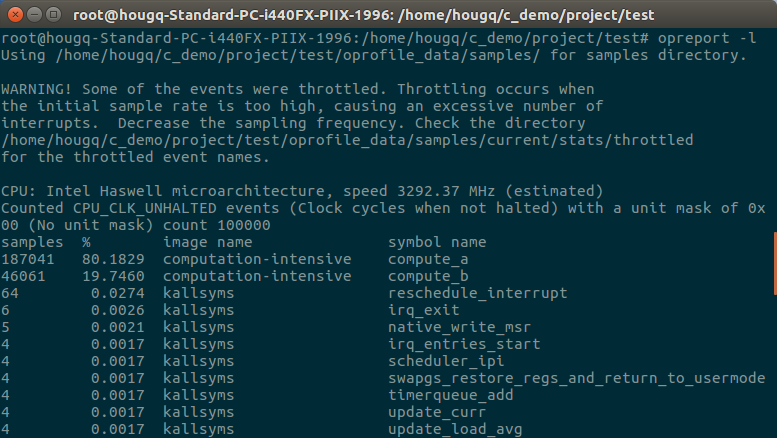 root@hougq-Standard-PC-i440FX-PIIX-1996: /home/hougq/c_demo/project/test
root@hougq-Standard-PC-i440FX-PIIX-1996:/home/hougq/c_demo/project/test# opreport -l
Using /home/hougq/c_demo/project/test/oprofile_data/samples/ for samples directory.

WARNING! Some of the events were throttled. Throttling occurs when
the initial sample rate is too high, causing an excessive number of
interrupts.  Decrease the sampling frequency. Check the directory
/home/hougq/c_demo/project/test/oprofile_data/samples/current/stats/throttled
for the throttled event names.

CPU: Intel Haswell microarchitecture, speed 3292.37 MHz (estimated)
Counted CPU_CLK_UNHALTED events (Clock cycles when not halted) with a unit mask of 0x
00 (No unit mask) count 100000
samples  %        image name               symbol name
187041   80.1829  computation-intensive    compute_a
46061    19.7460  computation-intensive    compute_b
64        0.0274  kallsyms                 reschedule_interrupt
6         0.0026  kallsyms                 irq_exit
5         0.0021  kallsyms                 native_write_msr
4         0.0017  kallsyms                 irq_entries_start
4         0.0017  kallsyms                 scheduler_ipi
4         0.0017  kallsyms                 swapgs_restore_regs_and_return_to_usermode
4         0.0017  kallsyms                 timerqueue_add
4         0.0017  kallsyms                 update_curr
4         0.0017  kallsyms                 update_load_avg